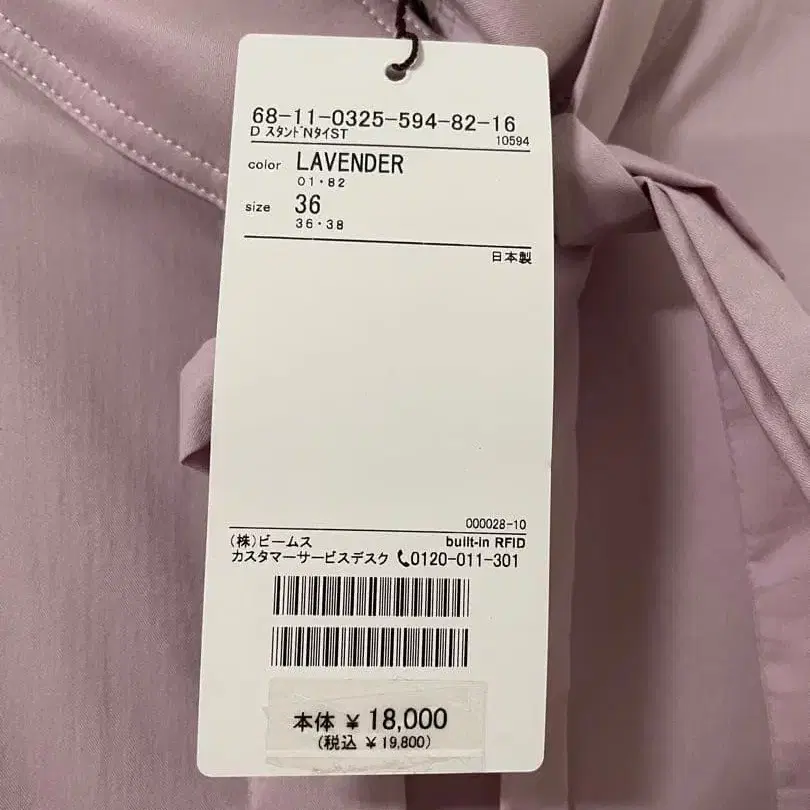 68-11-0325-594-82-16
D スタンドNタイST
10594
color LAVENDER
01・82
size 36
36・38
日本製
000028-10
(株)ビームス built-in RFID
カスタマーサービスデスク 0120-011-301
本体 ¥ 18,000
(税込 ¥ 19,800)